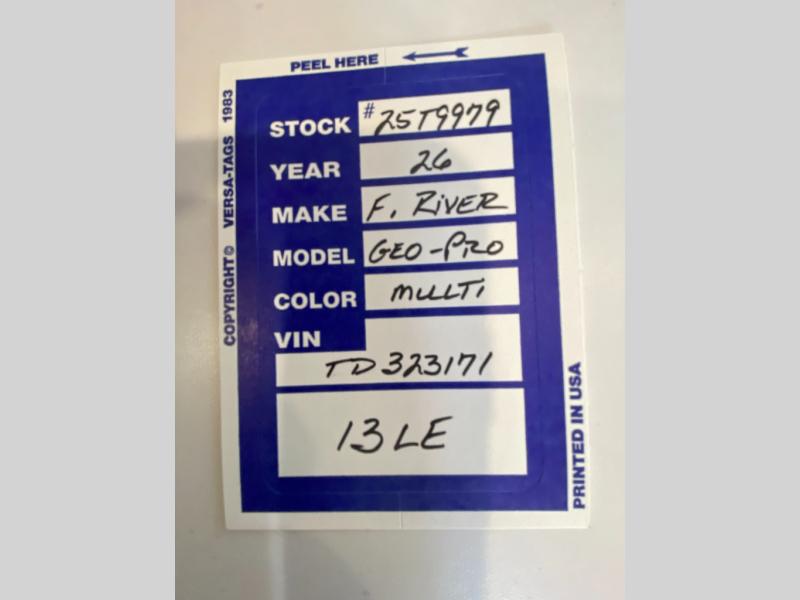 PEEL HERE
COPYRIGHT © VERSA-TAGS 1983
STOCK #25T9979
YEAR 26
MAKE F. RIVER
MODEL GEO-PRO
COLOR MULTI
VIN
TD323171
13LE
PRINTED IN USA